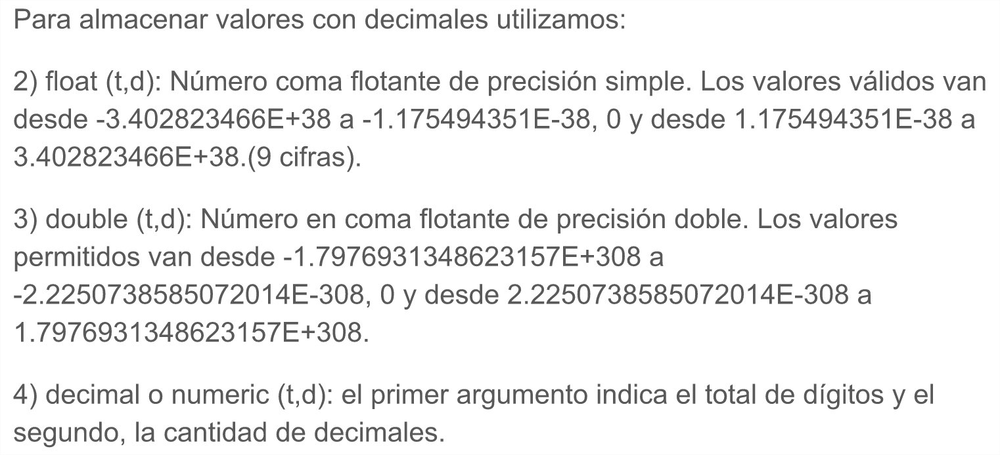 Para almacenar valores con decimales utilizamos:
2) float (t,d): Número coma flotante de precisión simple. Los valores válidos van
desde -3.402823466E+38 a -1.175494351E-38, 0 y desde 1.175494351E-38 a
3.402823466E+38.(9 cifras).
3) double (t,d): Número en coma flotante de precisión doble. Los valores
permitidos van desde -1.7976931348623157E+308 a
-2.2250738585072014E-308, 0 y desde 2.2250738585072014E-308 a
1.7976931348623157E+308.
4) decimal o numeric (t,d): el primer argumento indica el total de dígitos y el
segundo, la cantidad de decimales.